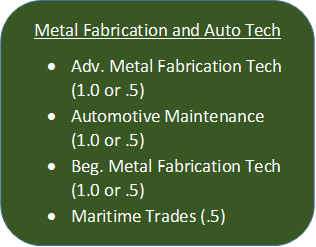 Metal Fabrication and Auto Tech
• Adv. Metal Fabrication Tech
(1.0 or .5)
• Automotive Maintenance
(1.0 or .5)
• Beg. Metal Fabrication Tech
(1.0 or .5)
• Maritime Trades (.5)